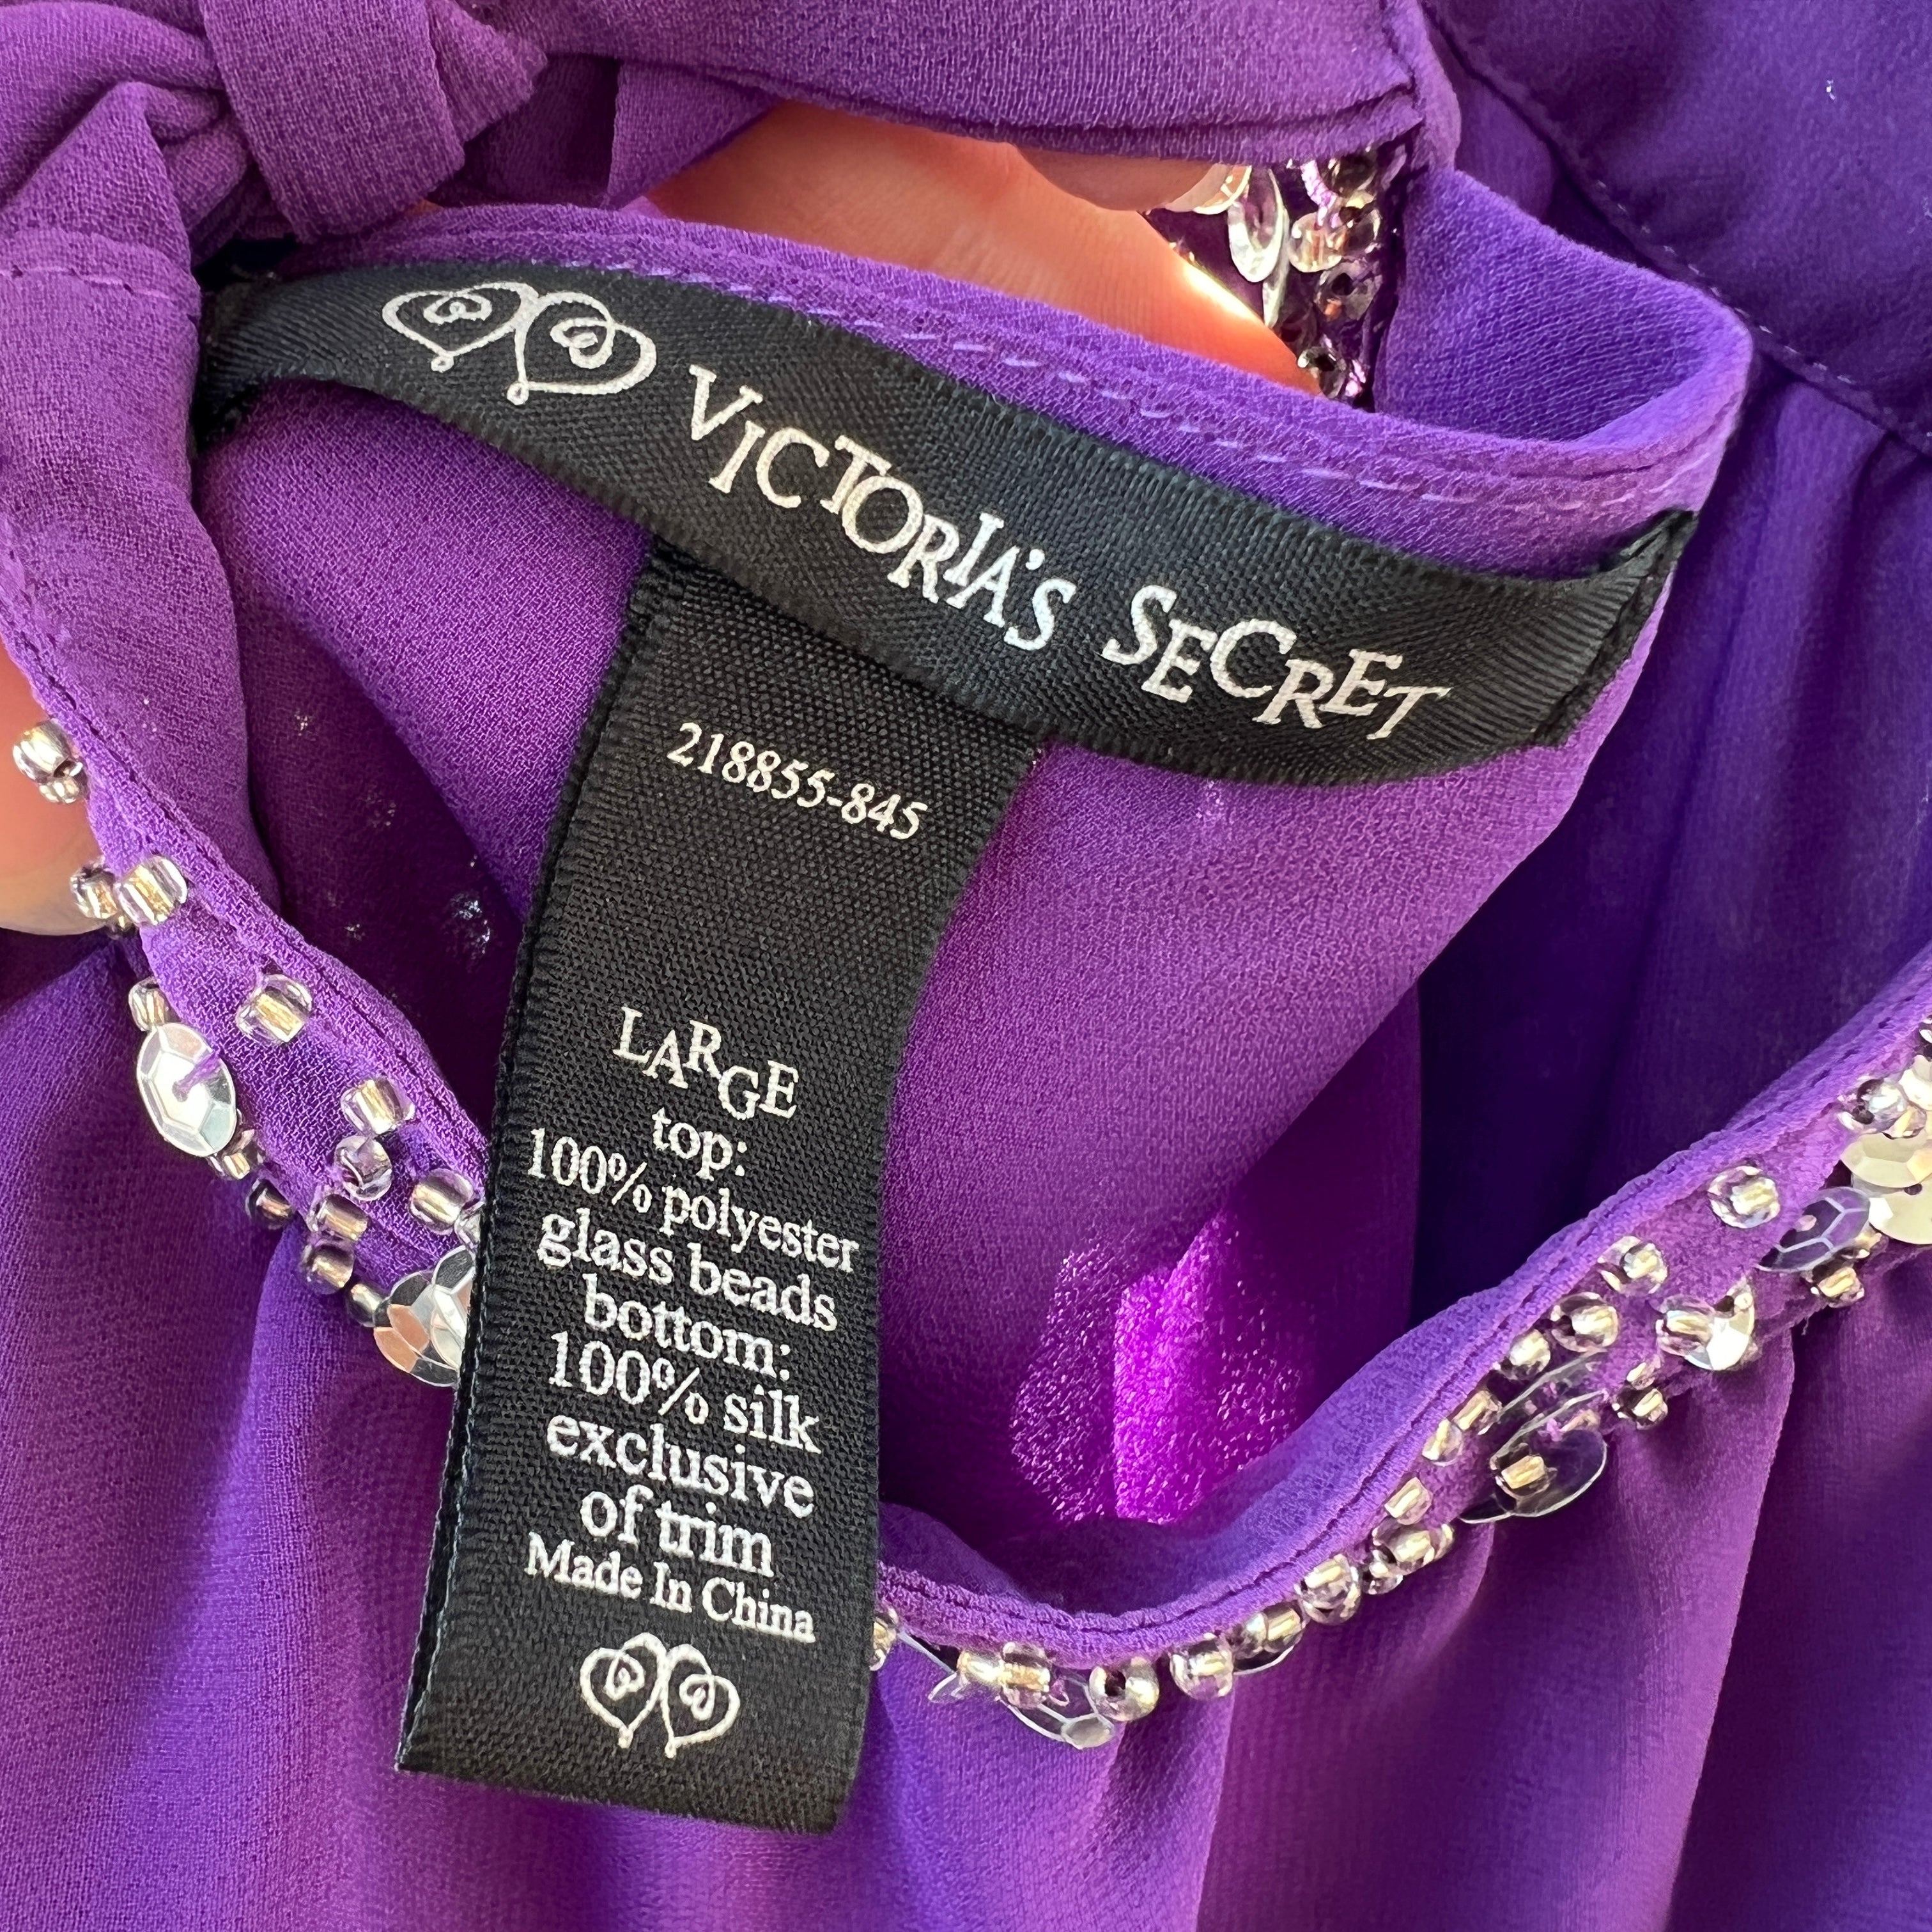 VICTORIA'S SECRET
218855-845
LARGE
top:
100% polyester
glass beads
bottom:
100% silk
exclusive
of trim
Made In China